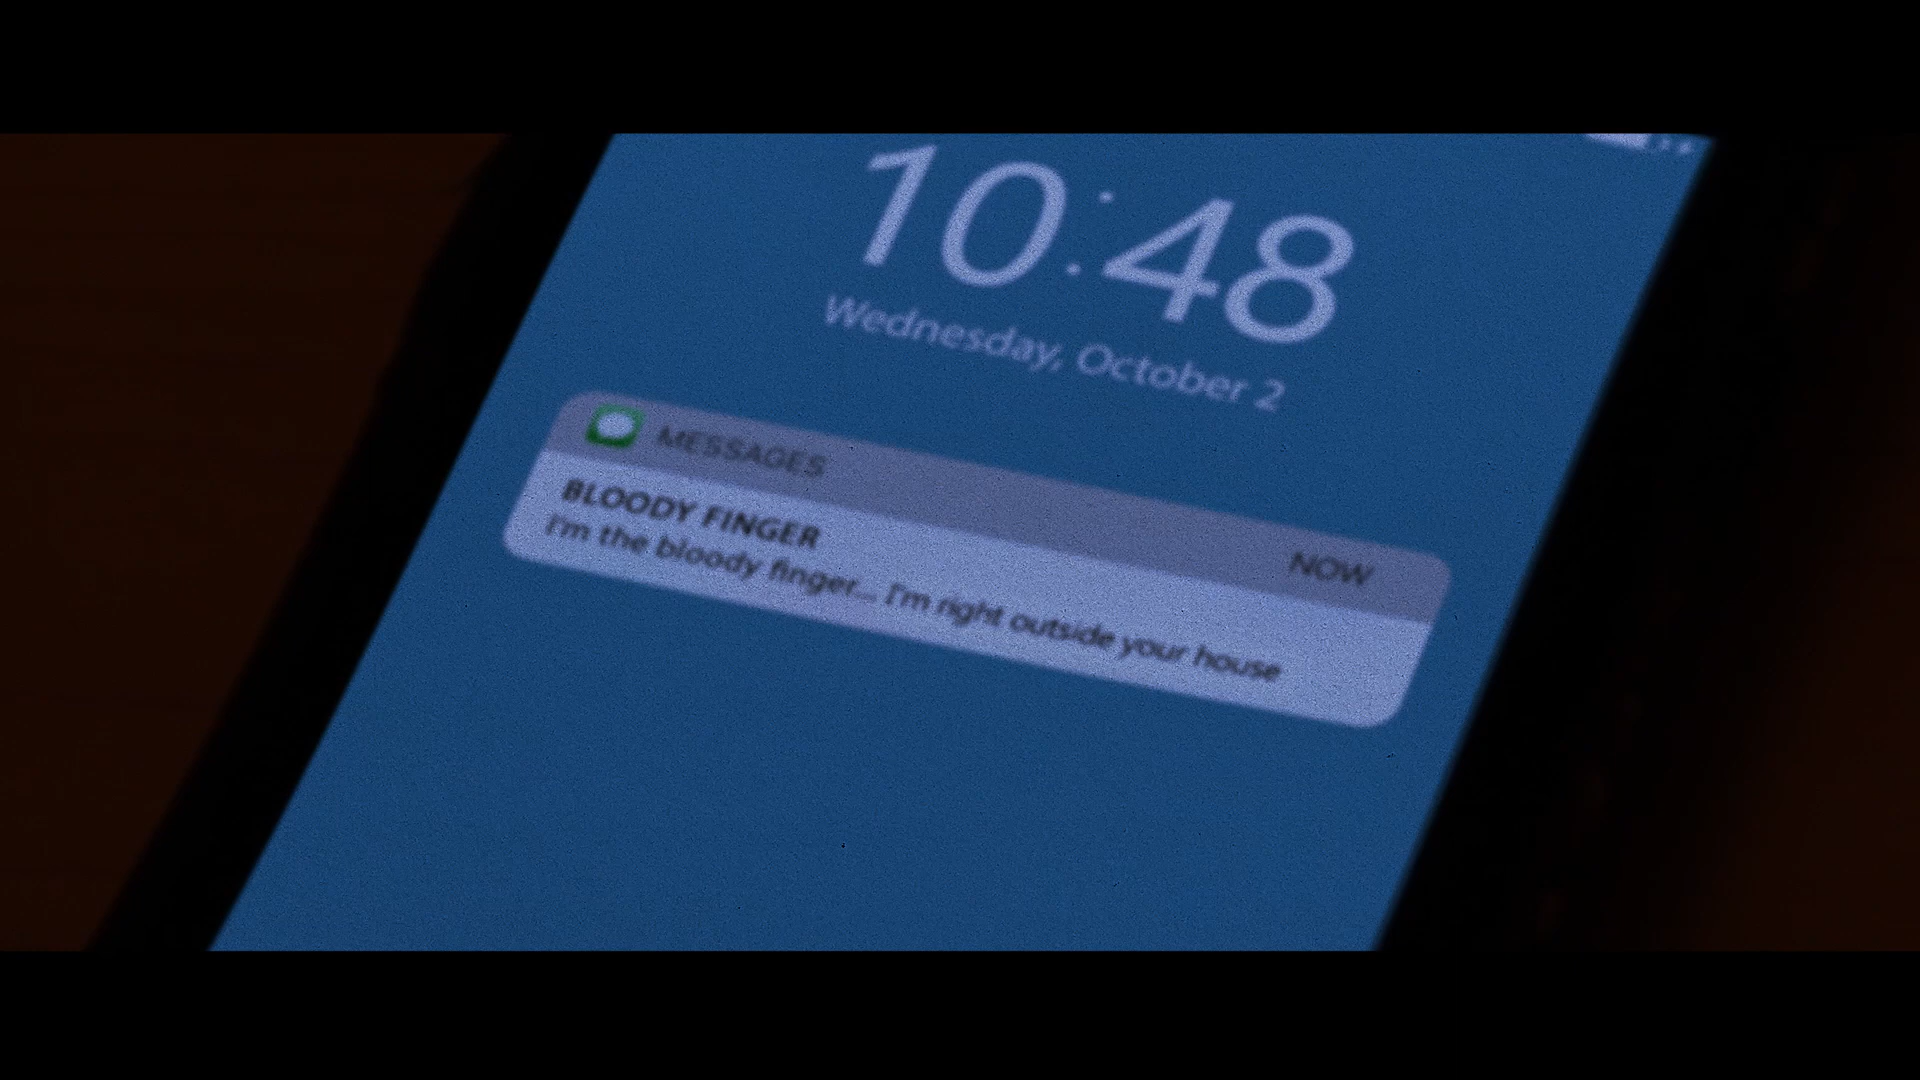 10:48
Wednesday, October 2
MESSAGES
NOW
BLOODY FINGER
I'm the bloody finger... I'm right outside your house